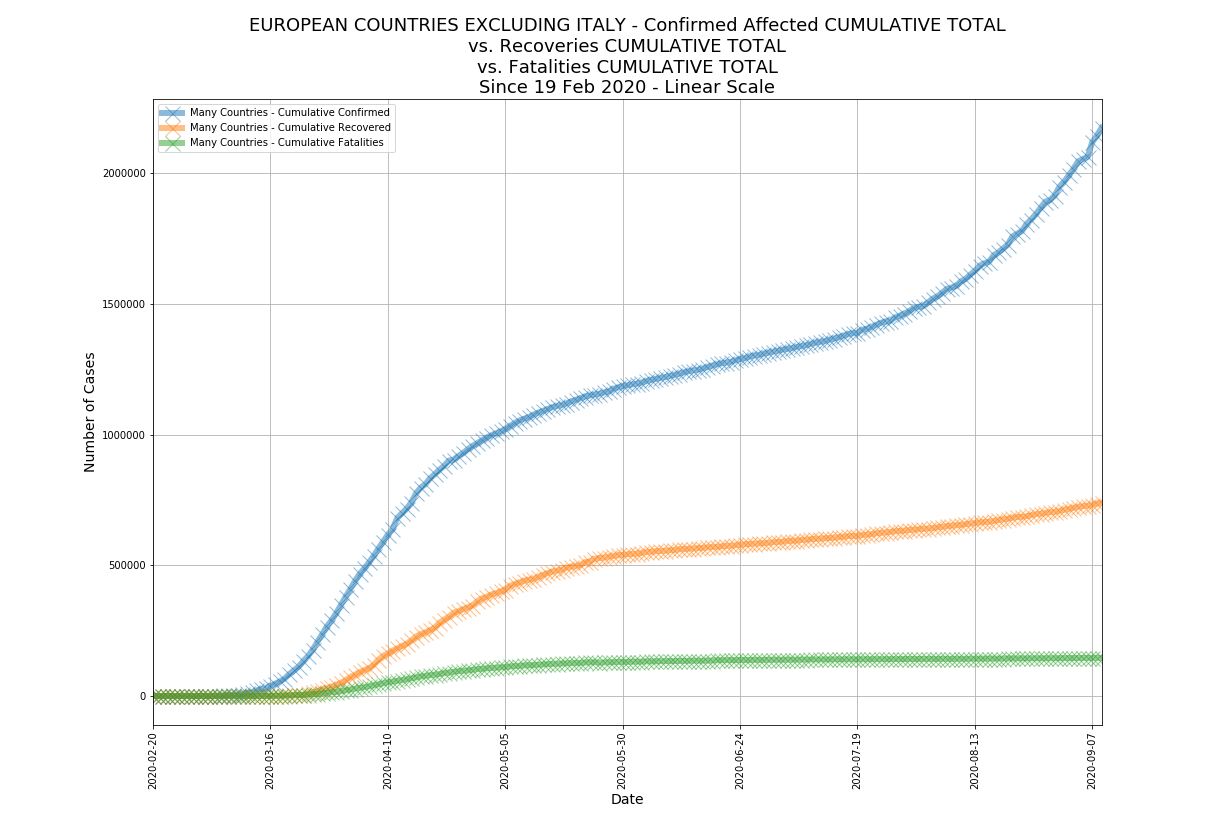 EUROPEAN COUNTRIES EXCLUDING ITALY - Confirmed Affected CUMULATIVE TOTAL
vs. Recoveries CUMULATIVE TOTAL
vs. Fatalities CUMULATIVE TOTAL
Since 19 Feb 2020 - Linear Scale
Many Countries - Cumulative Confirmed
Many Countries - Cumulative Recovered
Many Countries - Cumulative Fatalities
Number of Cases
2000000
1500000
1000000
500000
0
2020-02-20
2020-03-16
2020-04-10
2020-05-05
2020-05-30
2020-06-24
2020-07-19
2020-08-13
2020-09-07
Date